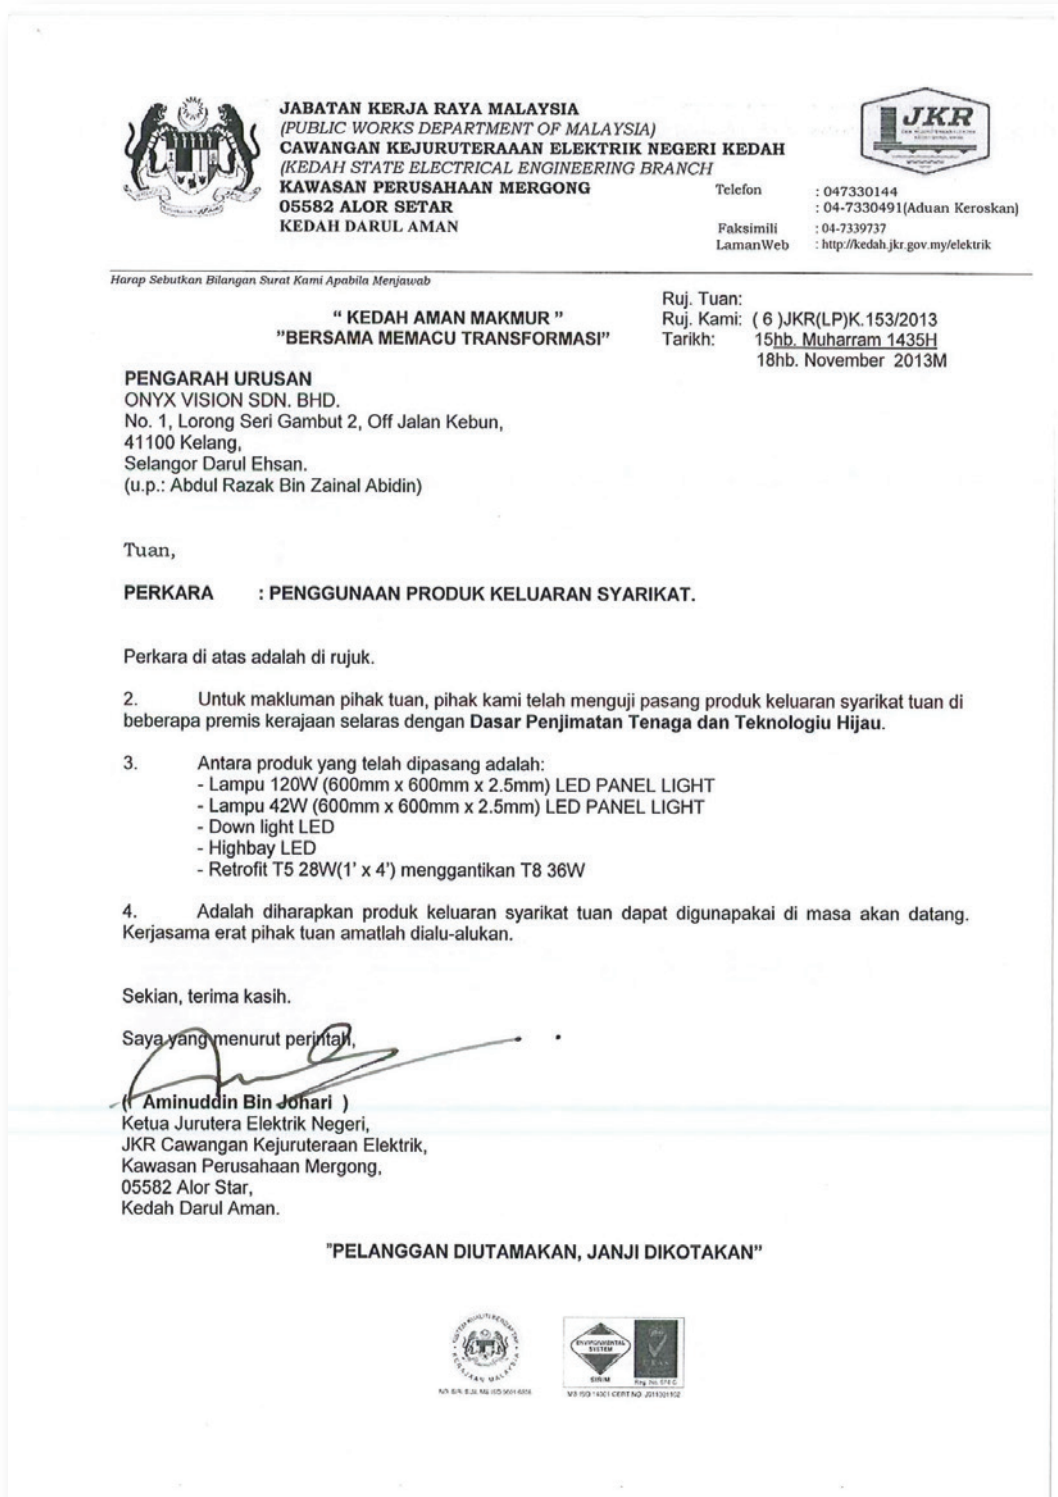 JABATAN KERJA RAYA MALAYSIA
(PUBLIC WORKS DEPARTMENT OF MALAYSIA)
CAWANGAN KEJURUTERAAAN ELEKTRIK NEGERI KEDAH
(KEDAH STATE ELECTRICAL ENGINEERING BRANCH
KAWASAN PERUSAHAAN MERGONG
05582 ALOR SETAR
KEDAH DARUL AMAN
JKR
Telefon : 047330144
: 04-7330491(Aduan Keroskan)
Faksimili : 04-7339737
LamanWeb : http://kedah.jkr.gov.my/elektrik
Harap Sebutkan Bilangan Surat Kami Apabila Menjawab
“ KEDAH AMAN MAKMUR ”
”BERSAMA MEMACU TRANSFORMASI”
Ruj. Tuan:
Ruj. Kami: ( 6 )JKR(LP)K.153/2013
Tarikh: 15hb. Muharram 1435H
18hb. November 2013M
PENGARAH URUSAN
ONYX VISION SDN. BHD.
No. 1, Lorong Seri Gambut 2, Off Jalan Kebun,
41100 Kelang,
Selangor Darul Ehsan.
(u.p.: Abdul Razak Bin Zainal Abidin)
Tuan,
PERKARA : PENGGUNAAN PRODUK KELUARAN SYARIKAT.
Perkara di atas adalah di rujuk.
2. Untuk makluman pihak tuan, pihak kami telah menguji pasang produk keluaran syarikat tuan di
beberapa premis kerajaan selaras dengan Dasar Penjimatan Tenaga dan Teknologiu Hijau.
3. Antara produk yang telah dipasang adalah:
- Lampu 120W (600mm x 600mm x 2.5mm) LED PANEL LIGHT
- Lampu 42W (600mm x 600mm x 2.5mm) LED PANEL LIGHT
- Down light LED
- Highbay LED
- Retrofit T5 28W(1' x 4') menggantikan T8 36W
4. Adalah diharapkan produk keluaran syarikat tuan dapat digunapakai di masa akan datang.
Kerjasama erat pihak tuan amatlah dialu-alukan.
Sekian, terima kasih.
Saya yang menurut perintah,
( Aminuddin Bin Johari )
Ketua Jurutera Elektrik Negeri,
JKR Cawangan Kejuruteraan Elektrik,
Kawasan Perusahaan Mergong,
05582 Alor Star,
Kedah Darul Aman.
"PELANGGAN DIUTAMAKAN, JANJI DIKOTAKAN”
ENVIRONMENTAL
SYSTEM
SIRIM